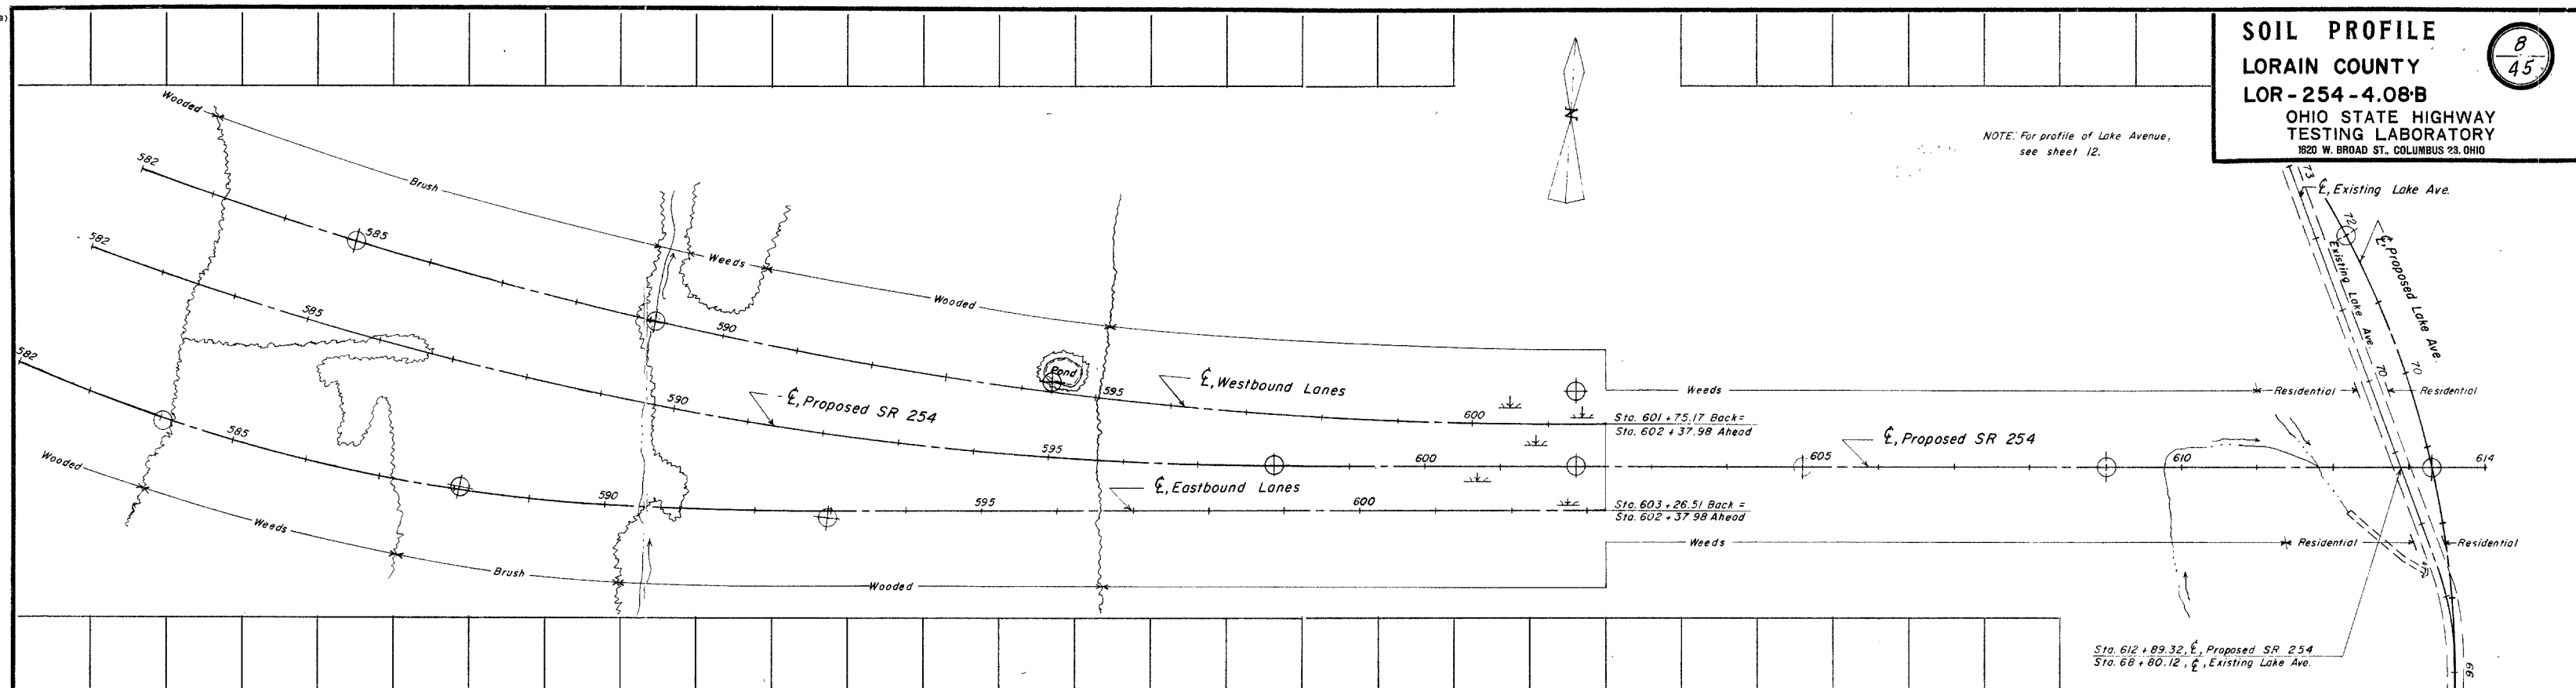 SOIL PROFILE
LORAIN COUNTY
LOR-254-4.08·B
OHIO STATE HIGHWAY
TESTING LABORATORY
1620 W. BROAD ST., COLUMBUS 23. OHIO
8
45
NOTE: For profile of Lake Avenue,
see sheet 12.
N
Wooded
Brush
Weeds
Wooded
582
585
590
595
600
Pond
℄, Westbound Lanes
582
585
590
595
600
605
610
614
℄, Proposed SR 254
℄, Proposed SR 254
582
585
590
595
600
℄, Eastbound Lanes
Wooded
Weeds
Brush
Wooded
Sta. 601 + 75.17 Back =
Sta. 602 + 37.98 Ahead
Sta. 603 + 26.51 Back =
Sta. 602 + 37.98 Ahead
Weeds
Residential
Residential
Weeds
Residential
Residential
73
℄, Existing Lake Ave.
72
℄, Proposed Lake Ave.
Existing Lake Ave.
70
70
66
Sta. 612 + 89.32, ℄, Proposed SR 254
Sta. 68 + 80.12, ℄, Existing Lake Ave.